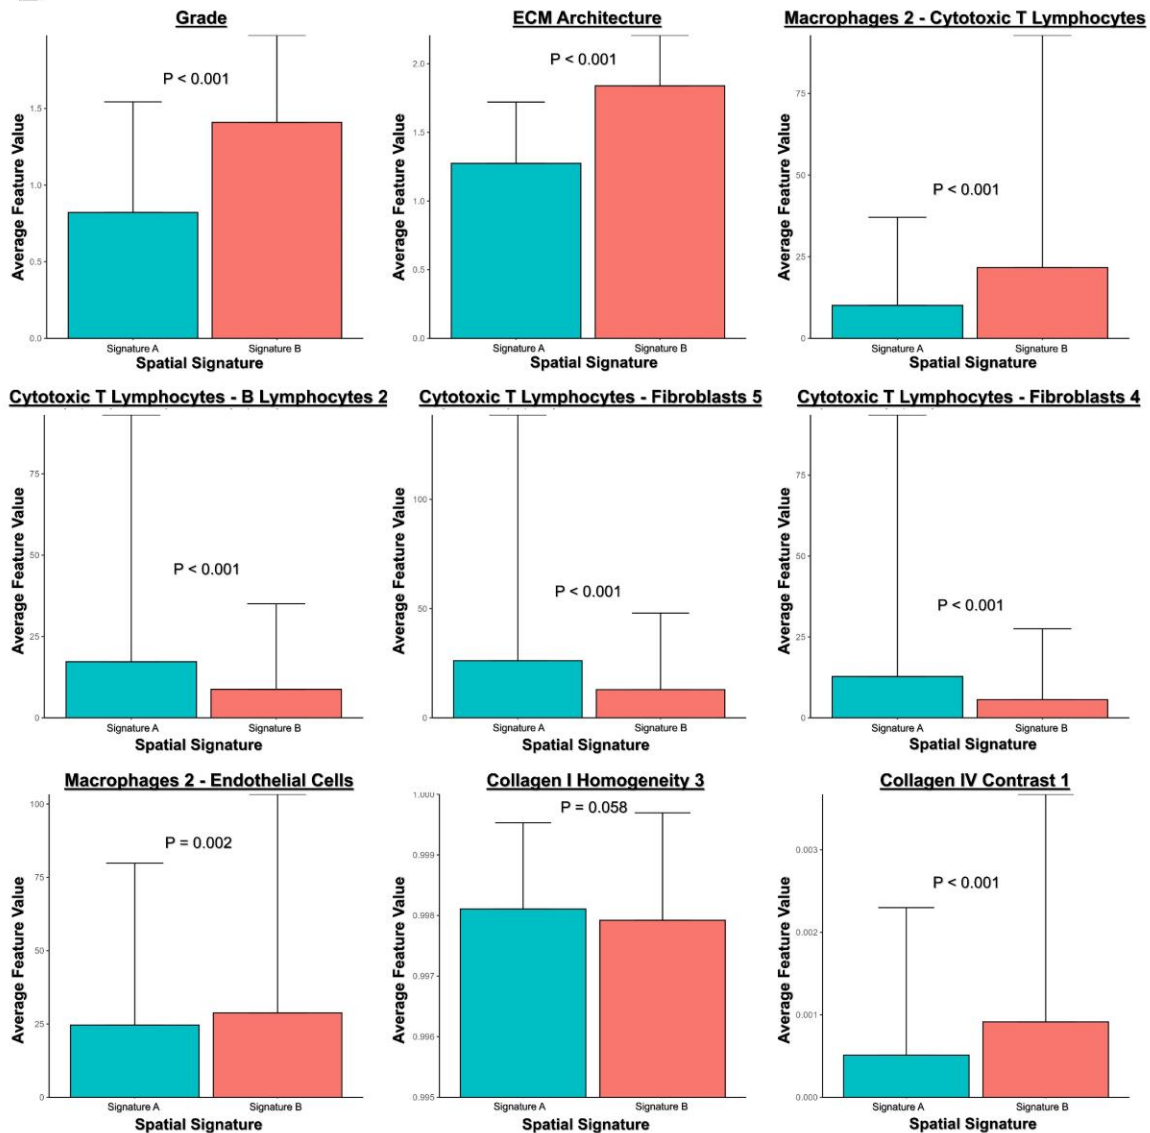 Grade
Average Feature Value
1.5
1.0
0.5
0.0
P < 0.001
Signature A
Signature B
Spatial Signature
ECM Architecture
Average Feature Value
2.0
1.5
1.0
0.5
0.0
P < 0.001
Signature A
Signature B
Spatial Signature
Macrophages 2 - Cytotoxic T Lymphocytes
Average Feature Value
75
50
25
0
P < 0.001
Signature A
Signature B
Spatial Signature
Cytotoxic T Lymphocytes - B Lymphocytes 2
Average Feature Value
75
50
25
0
P < 0.001
Signature A
Signature B
Spatial Signature
Cytotoxic T Lymphocytes - Fibroblasts 5
Average Feature Value
100
50
0
P < 0.001
Signature A
Signature B
Spatial Signature
Cytotoxic T Lymphocytes - Fibroblasts 4
Average Feature Value
75
50
25
0
P < 0.001
Signature A
Signature B
Spatial Signature
Macrophages 2 - Endothelial Cells
Average Feature Value
100
75
50
25
0
P = 0.002
Signature A
Signature B
Spatial Signature
Collagen I Homogeneity 3
Average Feature Value
1.000
0.999
0.998
0.997
0.996
0.995
P = 0.058
Signature A
Signature B
Spatial Signature
Collagen IV Contrast 1
Average Feature Value
0.003
0.002
0.001
0.000
P < 0.001
Signature A
Signature B
Spatial Signature